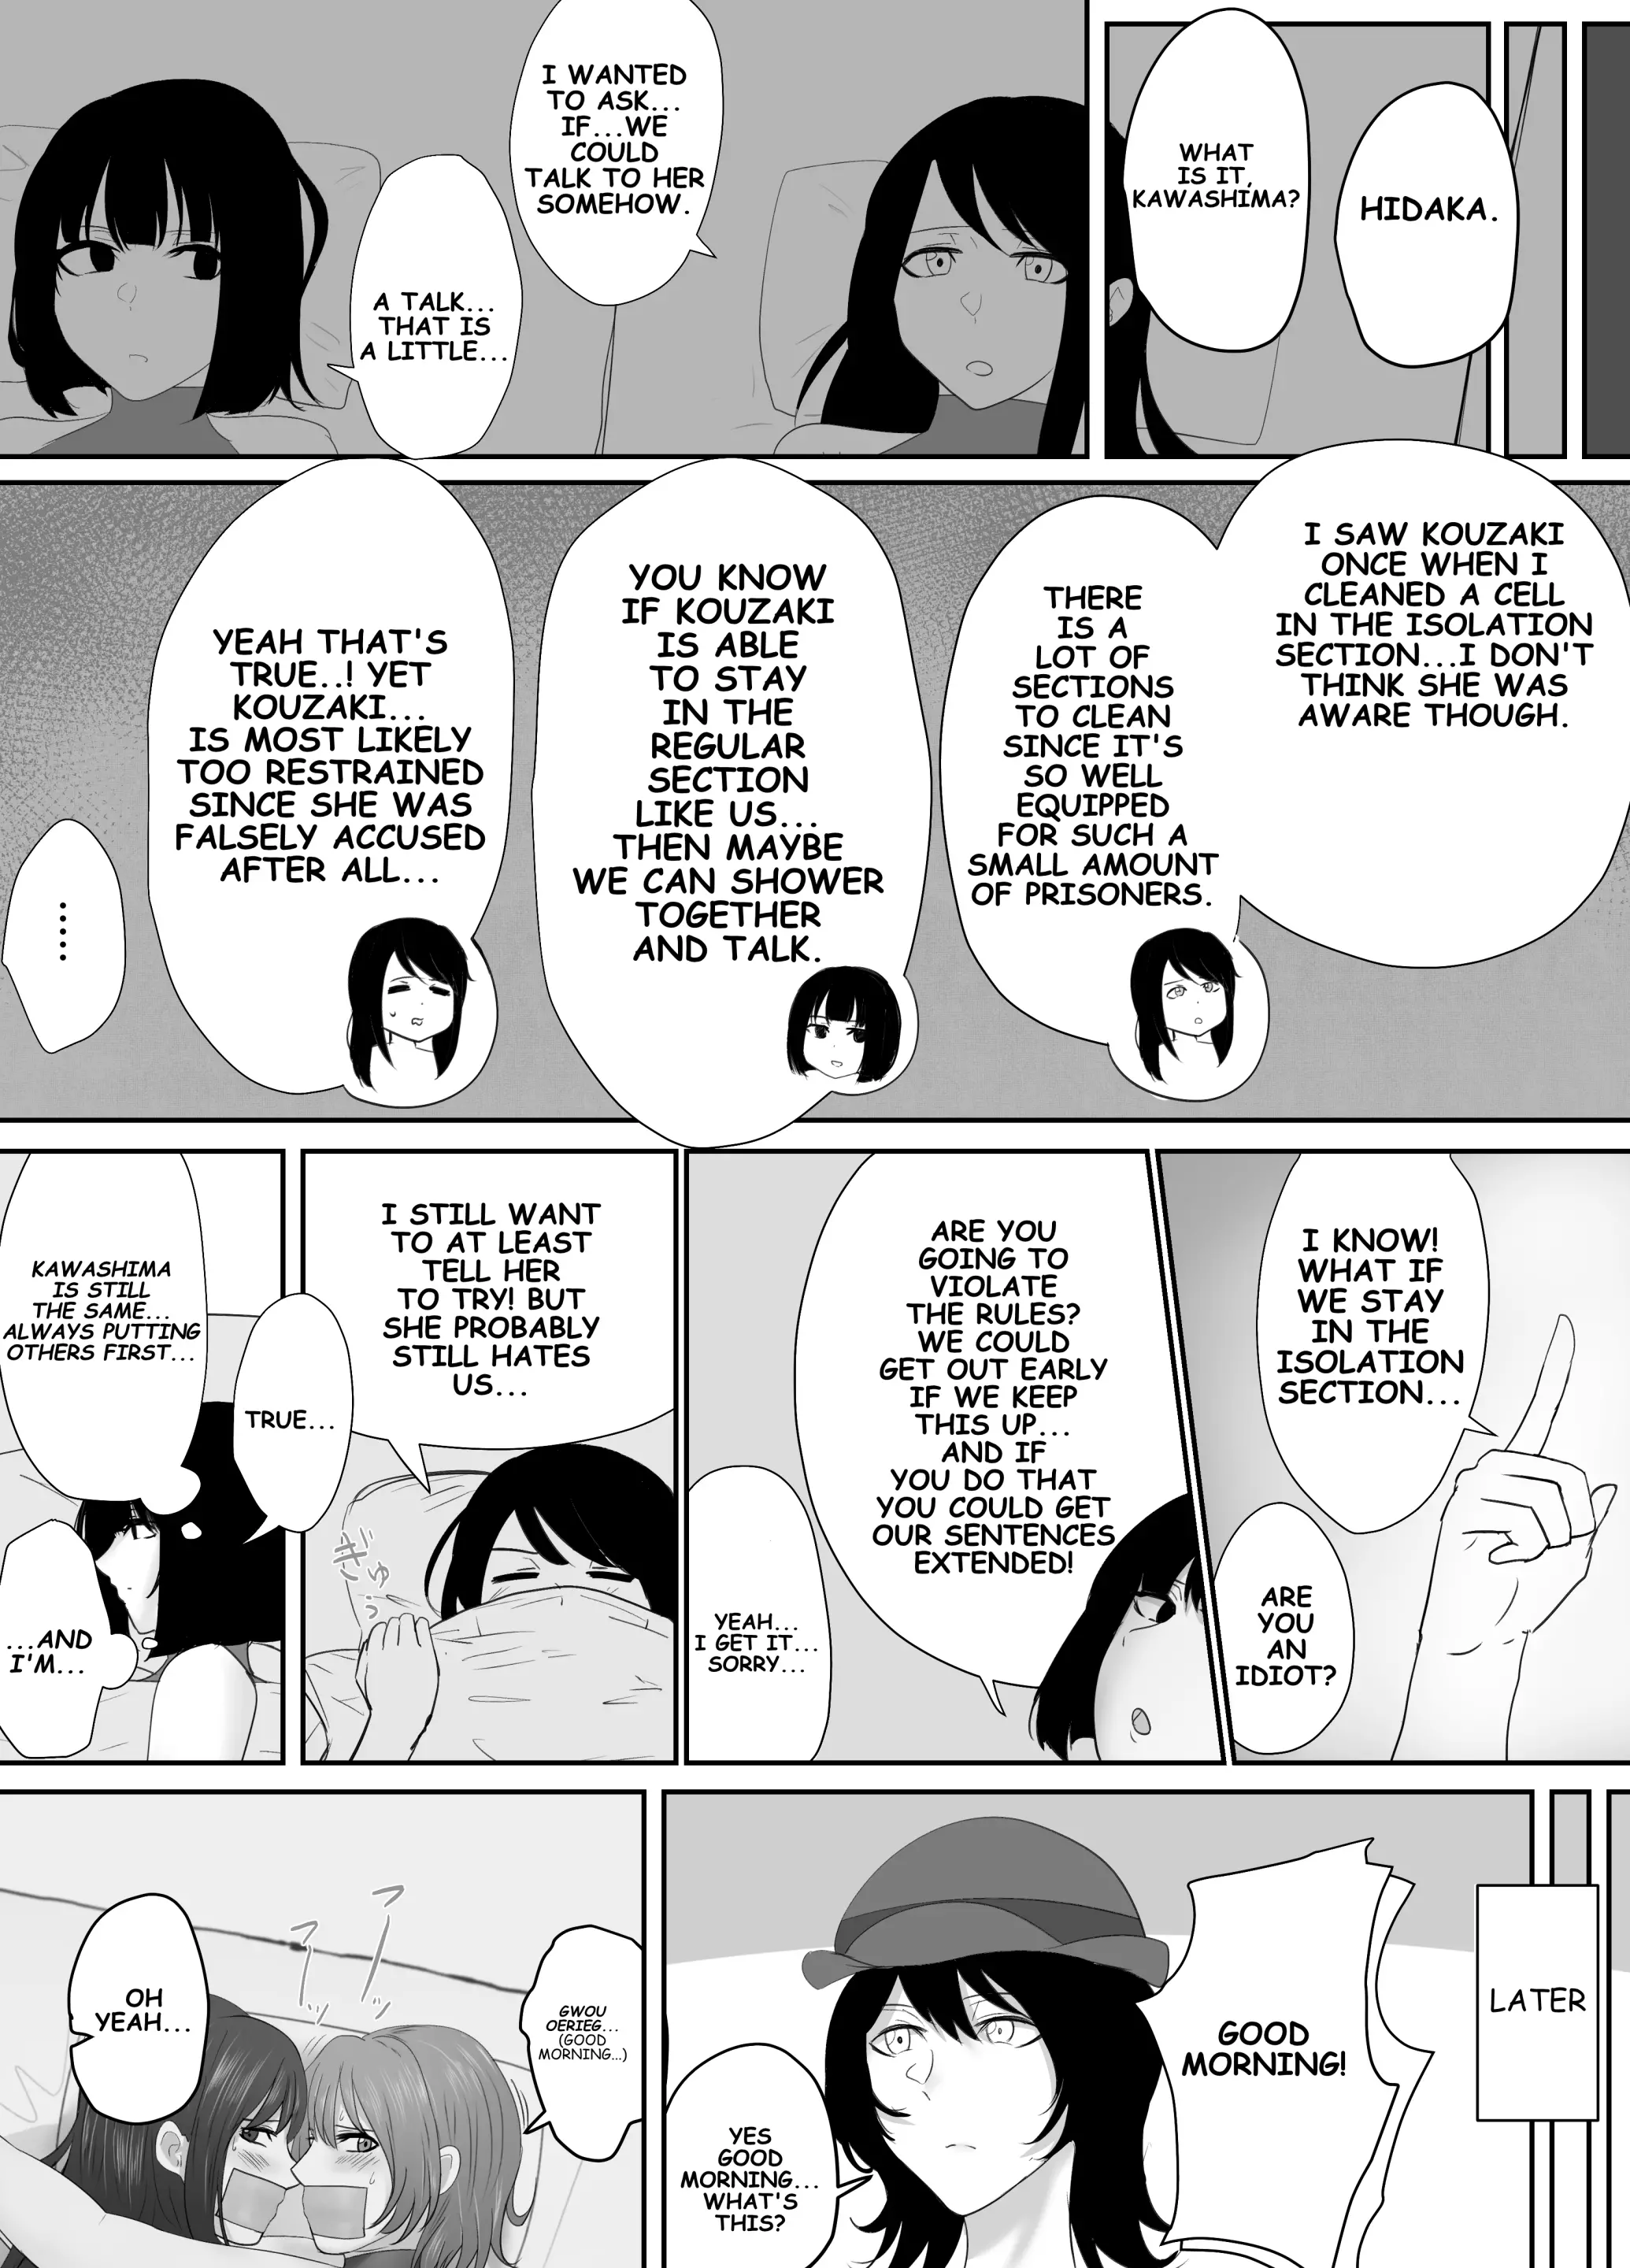 HIDAKA.
WHAT
IS IT,
KAWASHIMA?
I WANTED
TO ASK...
IF...WE
COULD
TALK TO HER
SOMEHOW.
A TALK...
THAT IS
A LITTLE...
I SAW KOUZAKI
ONCE WHEN I
CLEANED A CELL
IN THE ISOLATION
SECTION...I DON'T
THINK SHE WAS
AWARE THOUGH.
THERE
IS A
LOT OF
SECTIONS
TO CLEAN
SINCE IT'S
SO WELL
EQUIPPED
FOR SUCH A
SMALL AMOUNT
OF PRISONERS.
YOU KNOW
IF KOUZAKI
IS ABLE
TO STAY
IN THE
REGULAR
SECTION
LIKE US...
THEN MAYBE
WE CAN SHOWER
TOGETHER
AND TALK.
YEAH THAT'S
TRUE..! YET
KOUZAKI...
IS MOST LIKELY
TOO RESTRAINED
SINCE SHE WAS
FALSELY ACCUSED
AFTER ALL...
.....
I KNOW!
WHAT IF
WE STAY
IN THE
ISOLATION
SECTION...
ARE
YOU
AN
IDIOT?
ARE YOU
GOING TO
VIOLATE
THE RULES?
WE COULD
GET OUT EARLY
IF WE KEEP
THIS UP...
AND IF
YOU DO THAT
YOU COULD GET
OUR SENTENCES
EXTENDED!
YEAH...
I GET IT...
SORRY...
I STILL WANT
TO AT LEAST
TELL HER
TO TRY! BUT
SHE PROBABLY
STILL HATES
US...
ぎゅぅ
TRUE...
KAWASHIMA
IS STILL
THE SAME...
ALWAYS PUTTING
OTHERS FIRST...
...AND
I'M...
LATER
GOOD
MORNING!
YES
GOOD
MORNING...
WHAT'S
THIS?
GWOU
OERIEG...
(GOOD
MORNING...)
トッ
トッ
OH
YEAH...